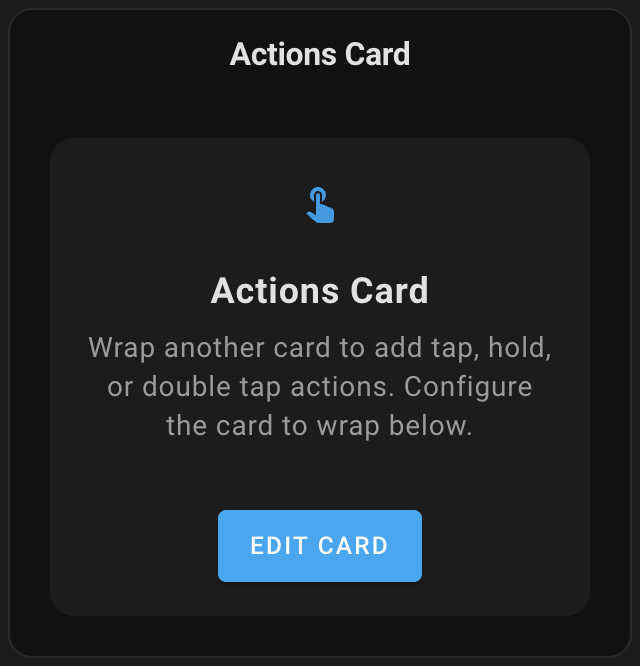 Actions Card
Actions Card
Wrap another card to add tap, hold,
or double tap actions. Configure
the card to wrap below.
EDIT CARD